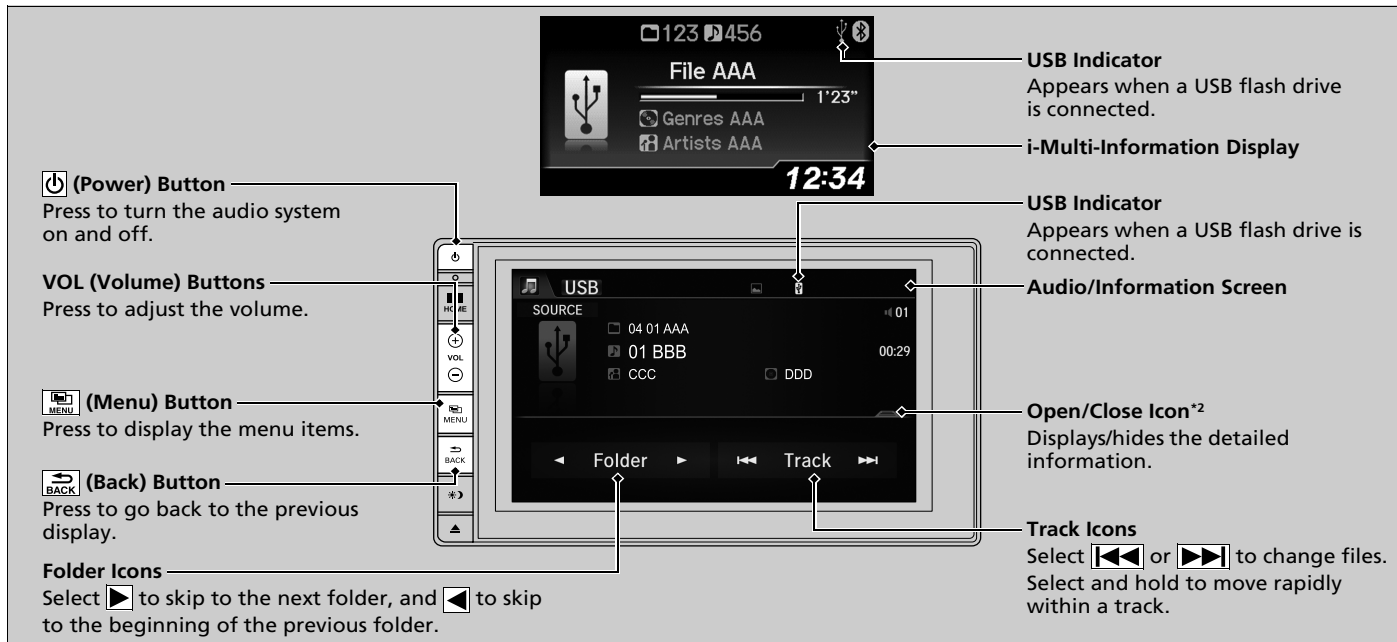 123 456
File AAA
1'23"
Genres AAA
Artists AAA
12:34
USB Indicator
Appears when a USB flash drive
is connected.
i-Multi-Information Display
(Power) Button
Press to turn the audio system
on and off.
VOL (Volume) Buttons
Press to adjust the volume.
MENU (Menu) Button
Press to display the menu items.
BACK (Back) Button
Press to go back to the previous
display.
Folder Icons
Select to skip to the next folder, and to skip
to the beginning of the previous folder.
HOME
VOL
MENU
BACK
USB
SOURCE
01
04 01 AAA
01 BBB
00:29
CCC DDD
Folder Track
USB Indicator
Appears when a USB flash drive is
connected.
Audio/Information Screen
Open/Close Icon*2
Displays/hides the detailed
information.
Track Icons
Select or to change files.
Select and hold to move rapidly
within a track.